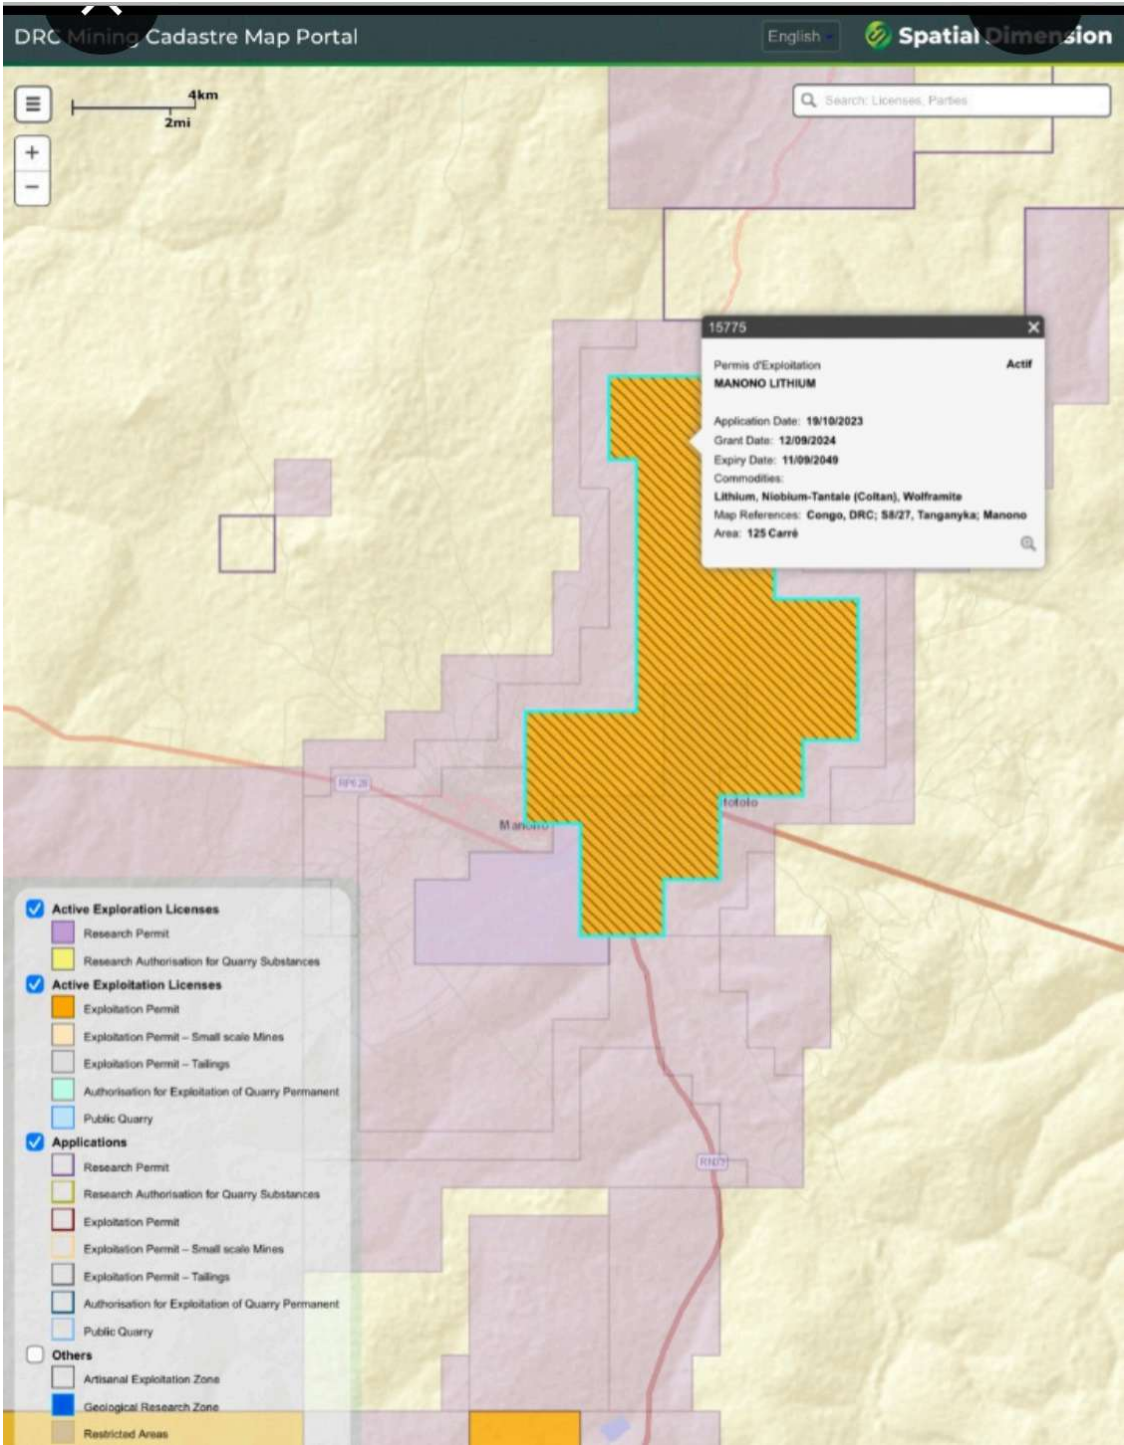 DRC Mining Cadastre Map Portal
English
Spatial Dimension
4km
2mi
Search: Licenses, Parties
15775
Permis d'Exploitation
Actif
MANONO LITHIUM
Application Date: 19/10/2023
Grant Date: 12/09/2024
Expiry Date: 11/09/2049
Commodities:
Lithium, Niobium-Tantale (Coltan), Wolframite
Map References: Congo, DRC; S8/27, Tanganyka; Manono
Area: 125 Carré
Manono
Active Exploration Licenses
Research Permit
Research Authorisation for Quarry Substances
Active Exploitation Licenses
Exploitation Permit
Exploitation Permit – Small scale Mines
Exploitation Permit – Tailings
Authorisation for Exploitation of Quarry Permanent
Public Quarry
Applications
Research Permit
Research Authorisation for Quarry Substances
Exploitation Permit
Exploitation Permit – Small scale Mines
Exploitation Permit – Tailings
Authorisation for Exploitation of Quarry Permanent
Public Quarry
Others
Artisanal Exploitation Zone
Geological Research Zone
Restricted Areas